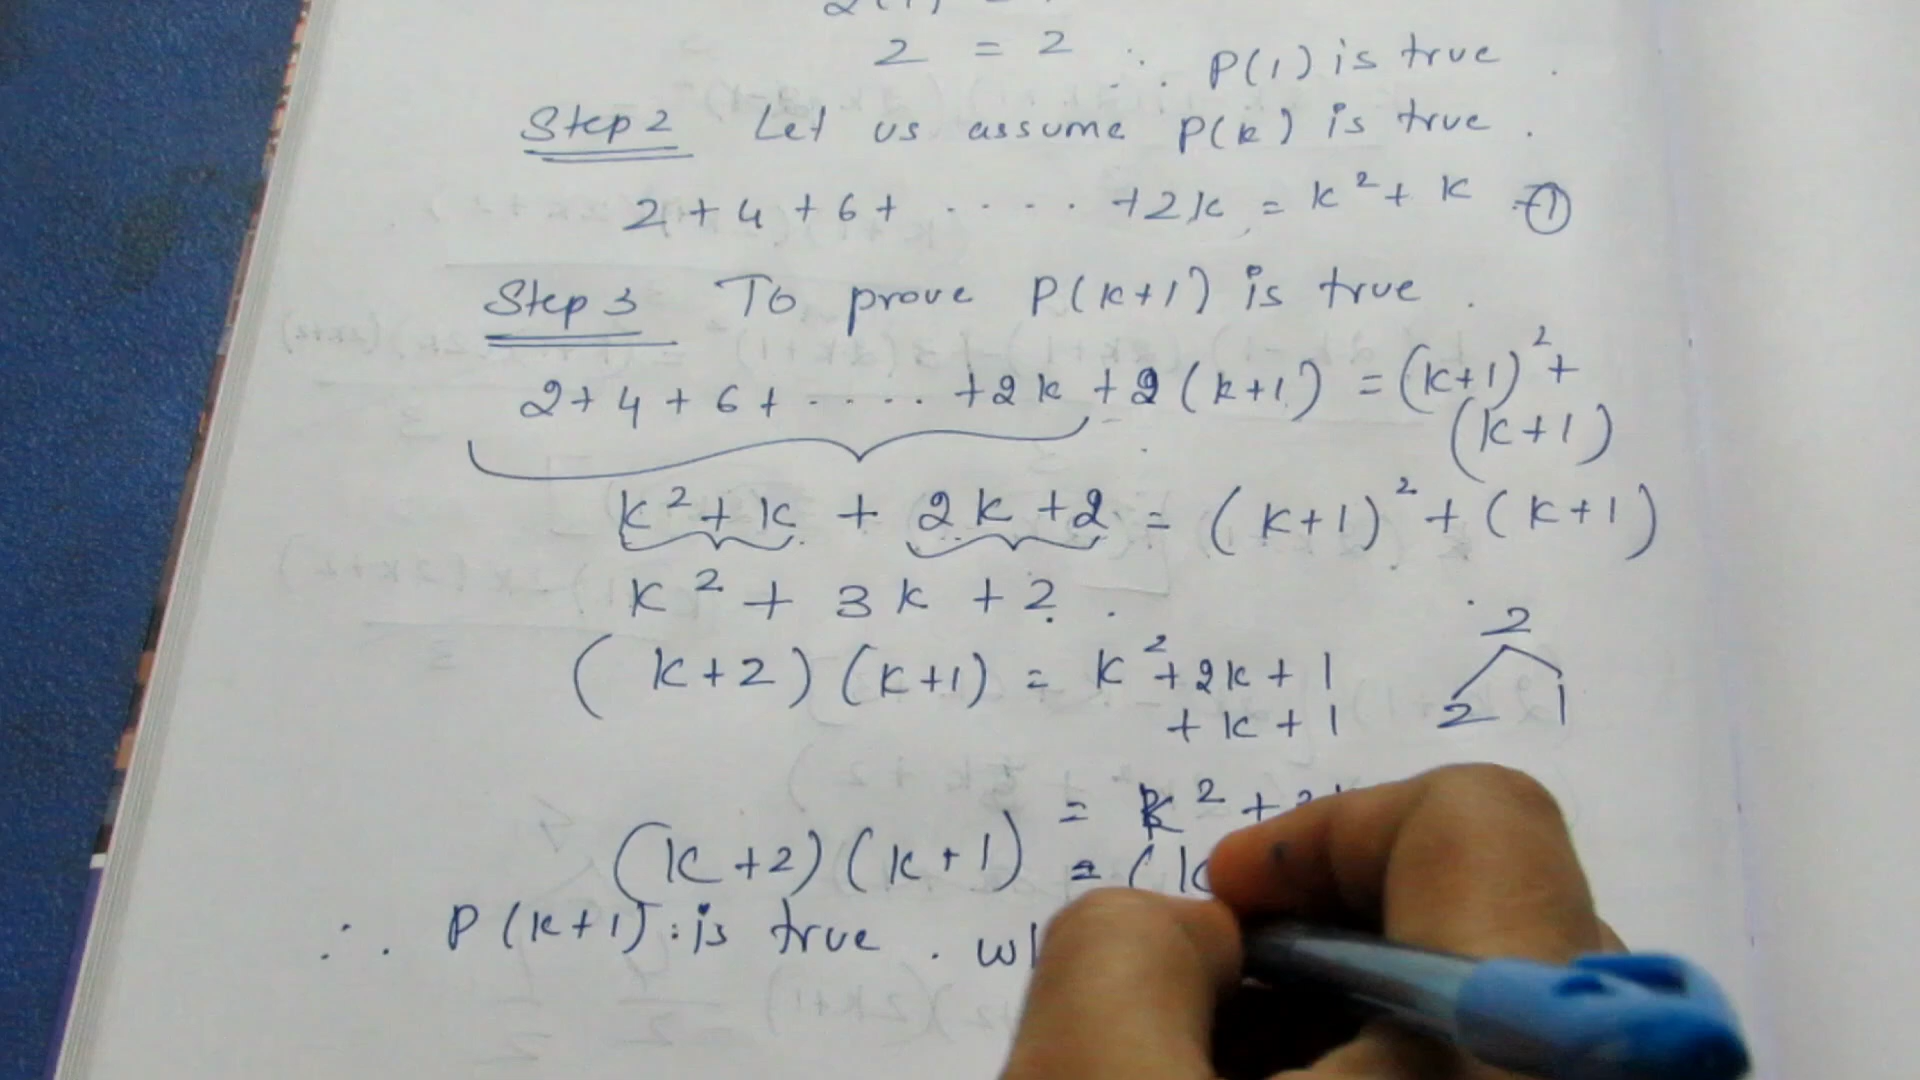 2 = 2 ∴ P(1) is true .
Step 2 Let us assume P(k) is true .
2 + 4 + 6 + ..... + 2k = k² + k — ①
Step 3 To prove P(k+1) is true .
2 + 4 + 6 + ..... + 2k + 2(k+1) = (k+1)² +
(k+1)
k² + k + 2k + 2 = (k+1)² + (k+1)
k² + 3k + 2 .
2
(k+2)(k+1) = k² + 2k + 1
2 1
+ k + 1
= k² +
(k+2)(k+1) = (k
∴ P(k+1) is true .